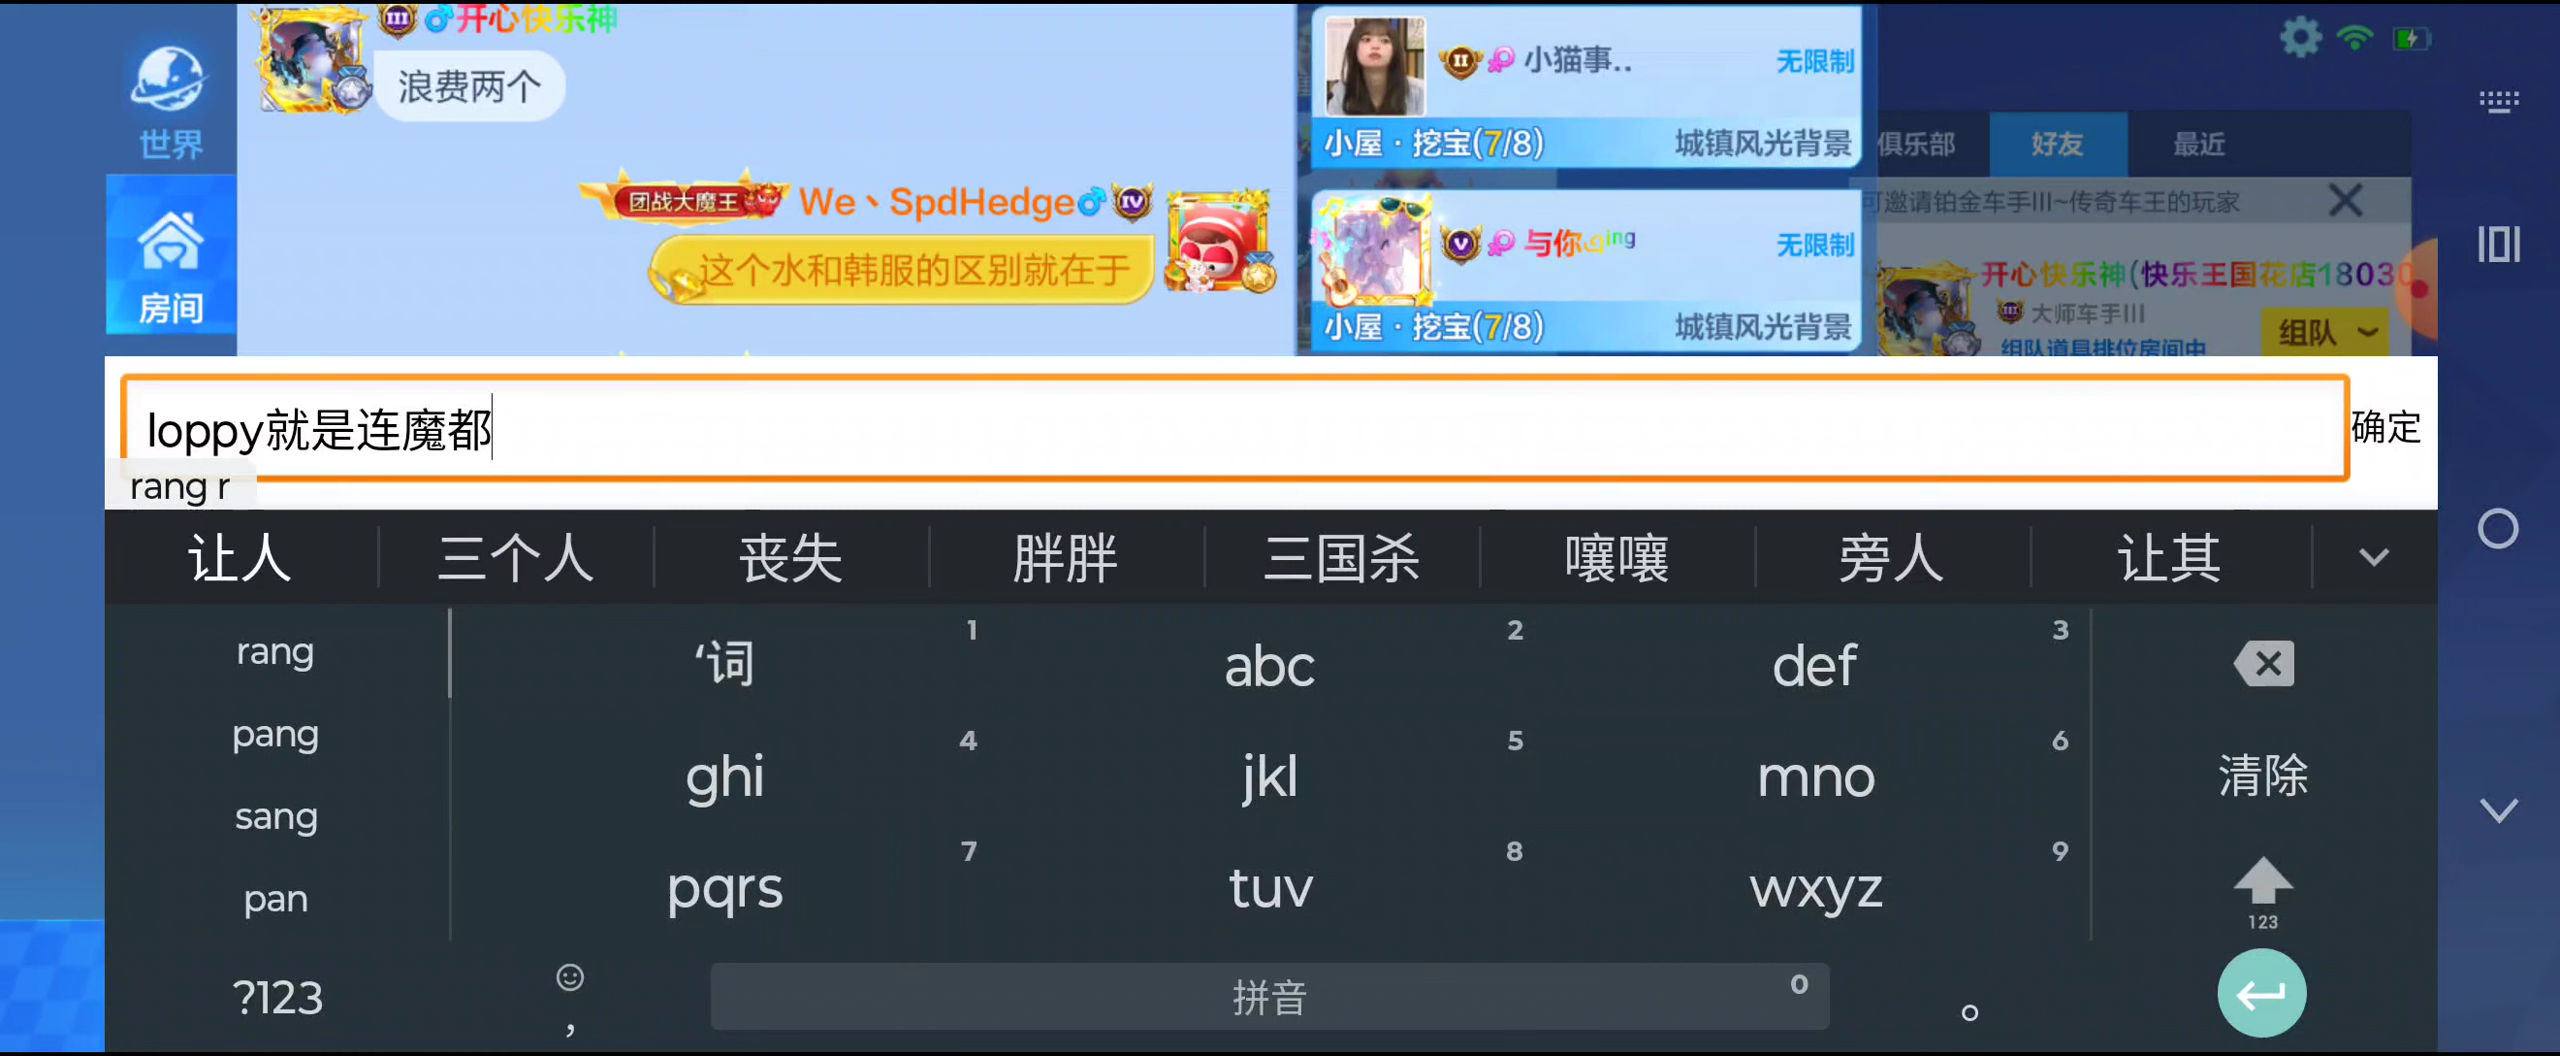 世界
房间
III
开心快乐神
浪费两个
团战大魔王 We丶SpdHedge IV
这个水和韩服的区别就在于
II 小猫事.. 无限制
小屋·挖宝(7/8) 城镇风光背景
V 与你ing 无限制
小屋·挖宝(7/8) 城镇风光背景
俱乐部 好友 最近
可邀请铂金车手III~传奇车王的玩家
开心快乐神(快乐王国花店18030
III 大师车手III
组队
组队道具排位房间中
loppy就是连魔都
确定
rang r
让人 三个人 丧失 胖胖 三国杀 嚷嚷 旁人 让其
rang
pang
sang
pan
‘词 1 abc 2 def 3
ghi 4 jkl 5 mno 6
pqrs 7 tuv 8 wxyz 9
清除
123
?123 , 拼音 0 。